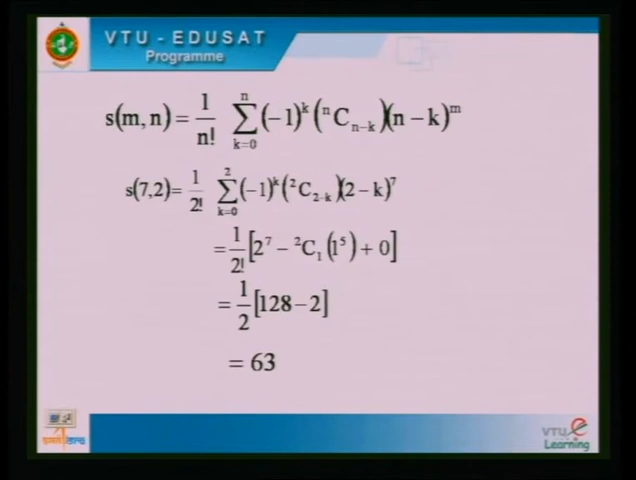 VTU - EDUSAT
Programme
s(m, n) = 1/n! ∑_{k=0}^{n} (−1)^k (ⁿC_{n−k})(n − k)^m
s(7,2) = 1/2! ∑_{k=0}^{2} (−1)^k (²C_{2−k})(2 − k)^7
= 1/2! [2^7 − ²C_1 (1^5) + 0]
= 1/2 [128 − 2]
= 63
VTU e
Learning